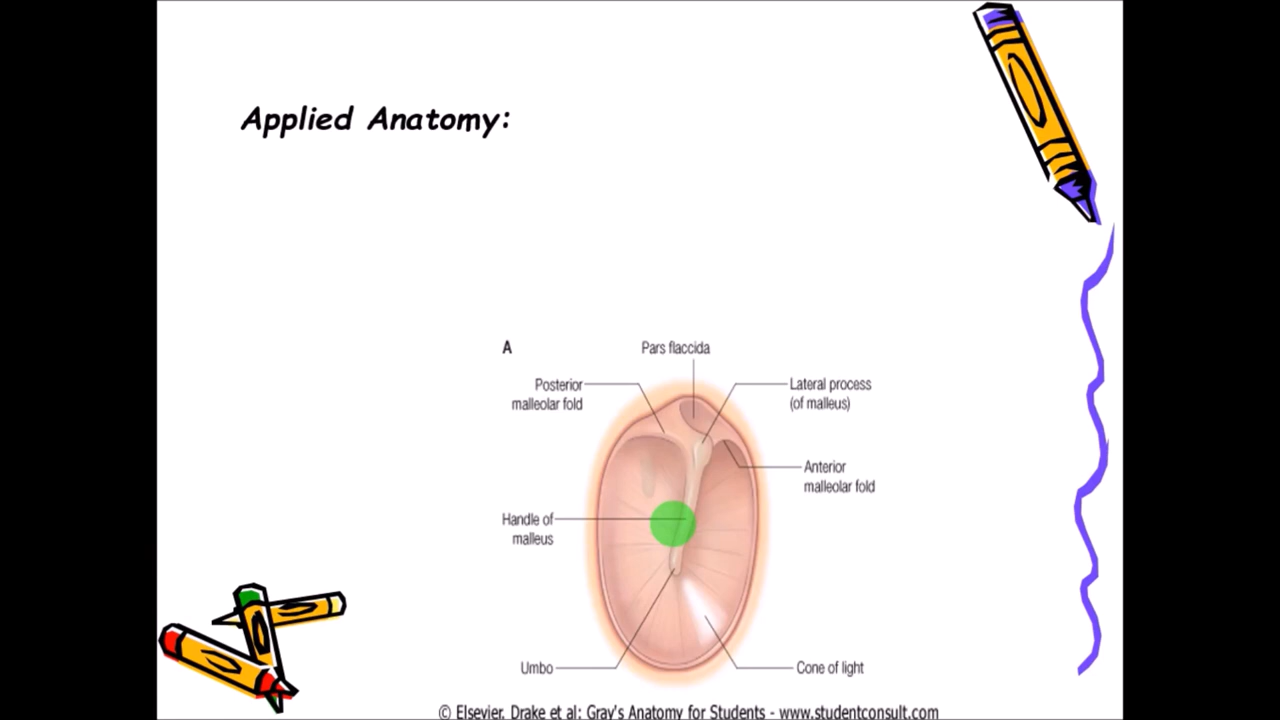 Applied Anatomy:
A
Pars flaccida
Posterior
malleolar fold
Lateral process
(of malleus)
Anterior
malleolar fold
Handle of
malleus
Umbo
Cone of light
© Elsevier. Drake et al: Gray's Anatomy for Students - www.studentconsult.com